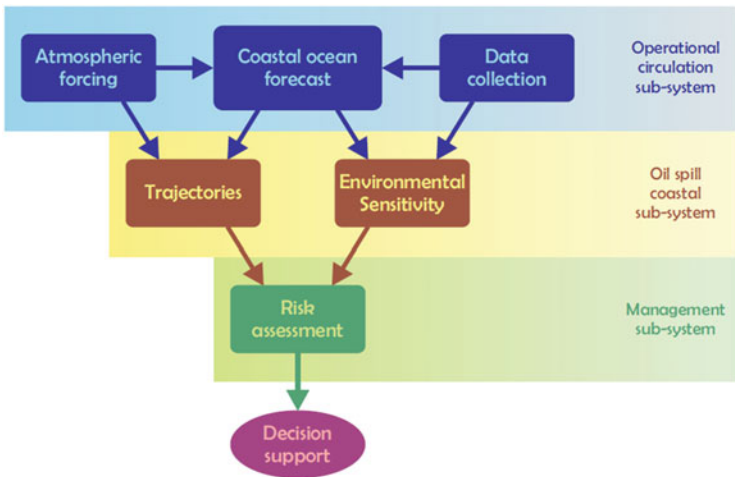 Atmospheric
forcing
Coastal ocean
forecast
Data
collection
Operational
circulation
sub-system
Trajectories
Environmental
Sensitivity
Oil spill
coastal
sub-system
Risk
assessment
Management
sub-system
Decision
support